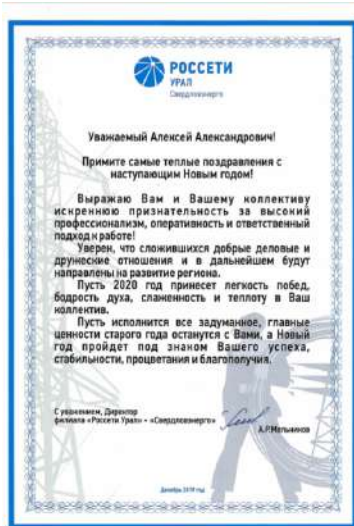 РОССЕТИ
УРАЛ
Свердловэнерго
Уважаемый Алексей Александрович!
Примите самые теплые поздравления с
наступающим Новым годом!
Выражаю Вам и Вашему коллективу
искреннюю признательность за высокий
профессионализм, оперативность и ответственный
подход к работе!
Уверен, что сложившихся добрые деловые и
дружеские отношения и в дальнейшем будут
направлены на развитие региона.
Пусть 2020 год принесет легкость побед,
бодрость духа, слаженность и теплоту в Ваш
коллектив.
Пусть исполнится все задуманное, главные
ценности старого года останутся с Вами, а Новый
год пройдет под знаком Вашего успеха,
стабильности, процветания и благополучия.
С уважением, Директор
филиала «Россети Урал» - «Свердловэнерго»
А.Р.Мельников
Декабрь 2019 год